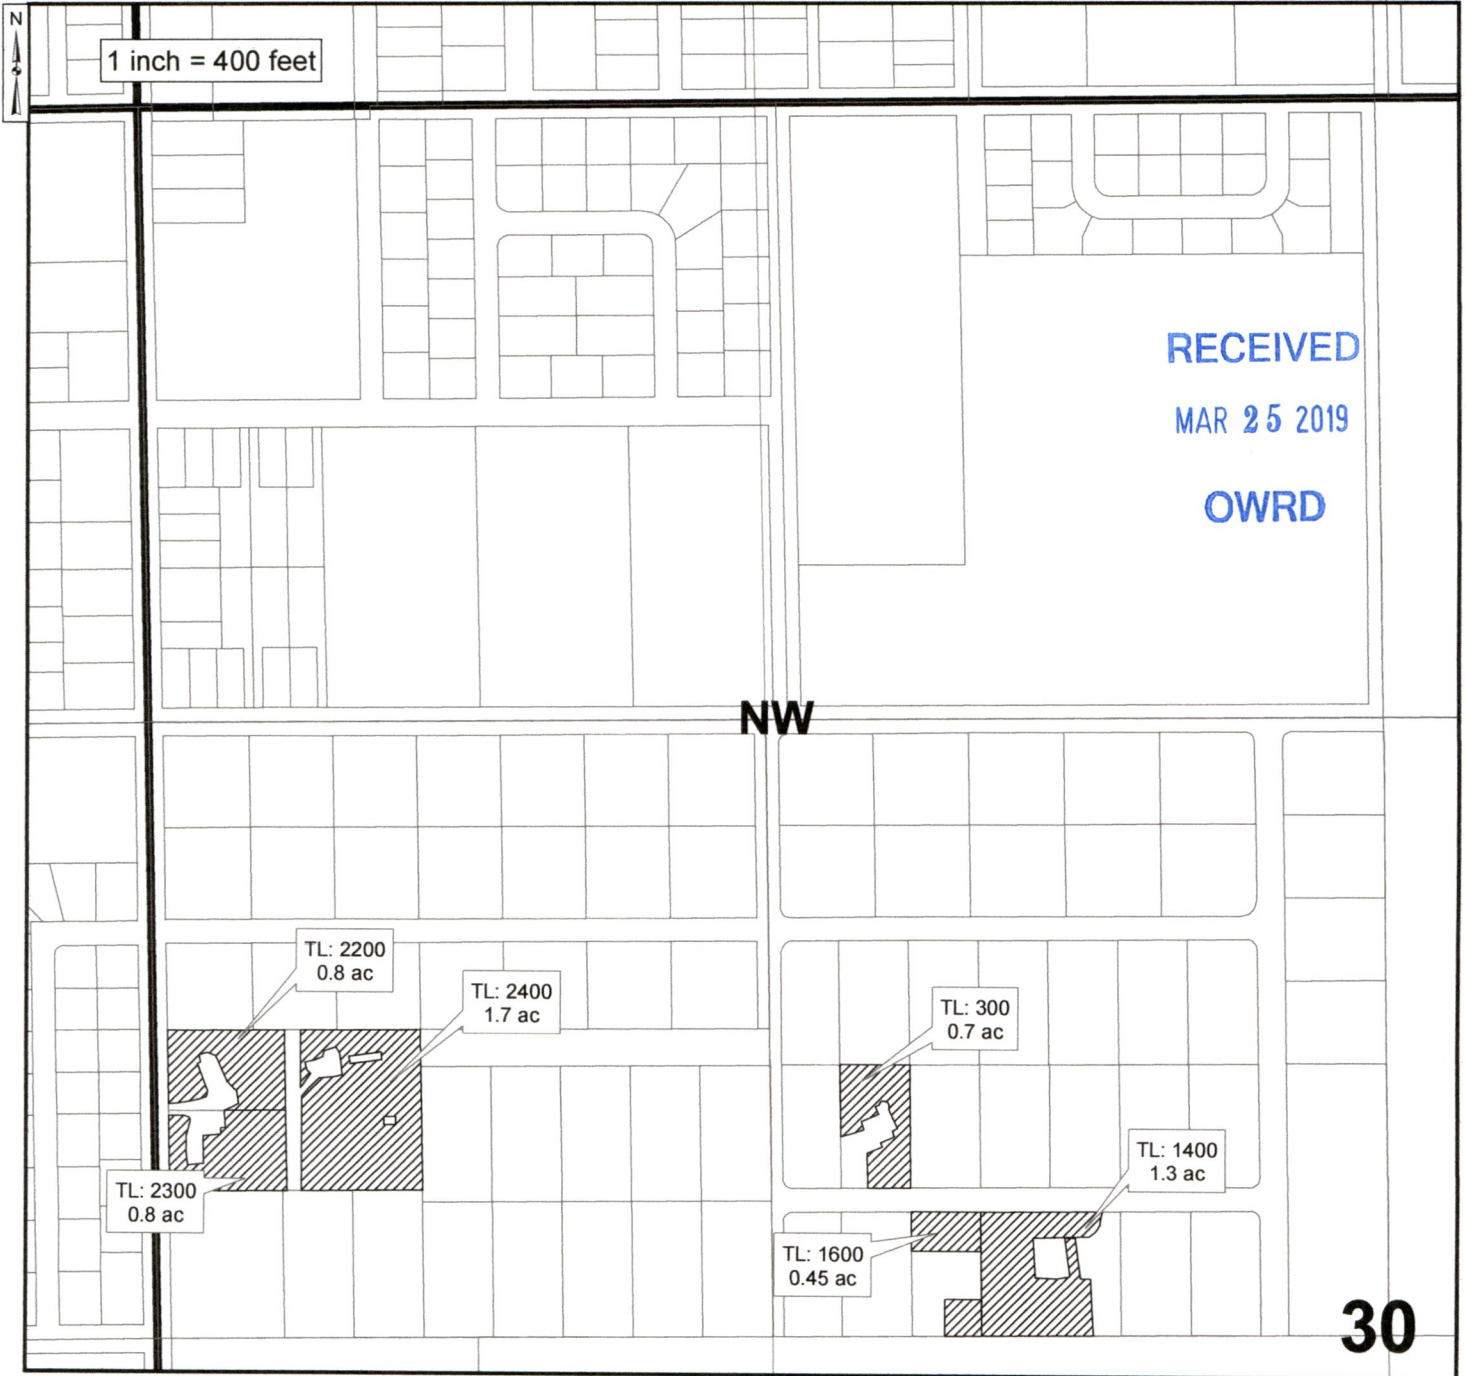 N
1 inch = 400 feet
RECEIVED
MAR 25 2019
OWRD
NW
TL: 2200
0.8 ac
TL: 2400
1.7 ac
TL: 300
0.7 ac
TL: 1400
1.3 ac
TL: 2300
0.8 ac
TL: 1600
0.45 ac
30